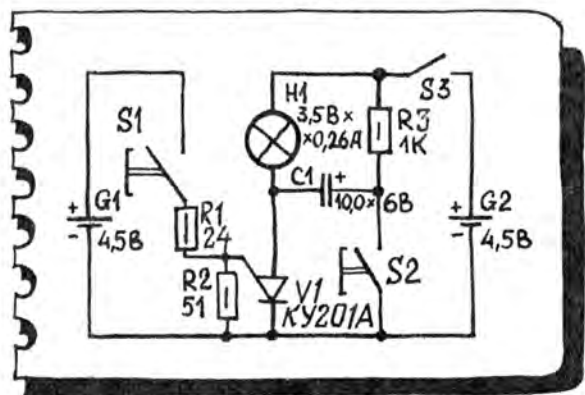 S1
H1
3,5В×
×0,26А
S3
R3
1К
C1
+
10,0×6В
+
G1
-
4,5В
R1
24
R2
51
V1
КУ201А
S2
+
G2
-
4,5В